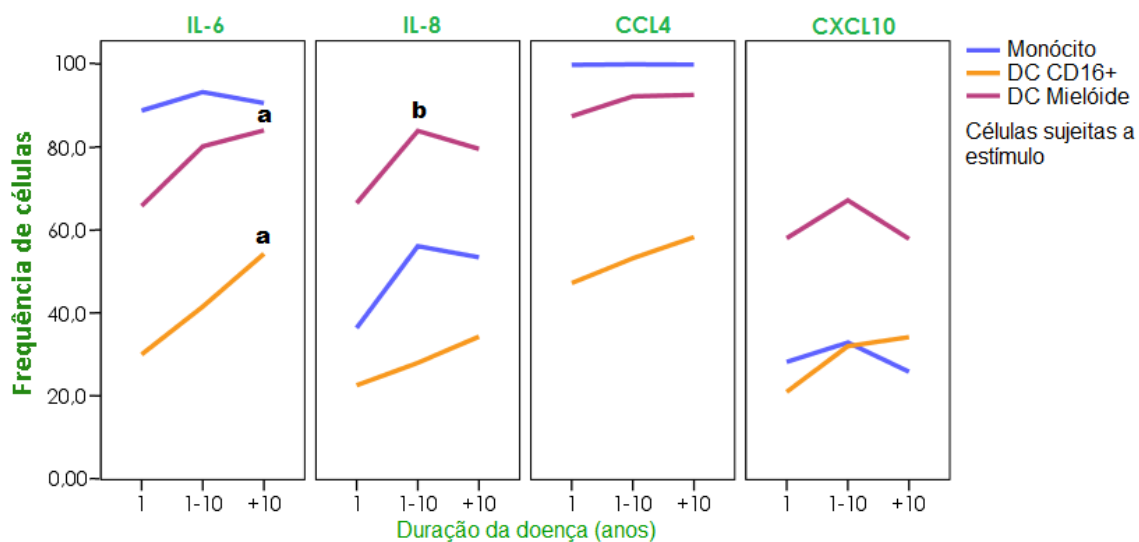 IL-6
IL-8
CCL4
CXCL10
Monócito
DC CD16+
DC Mielóide
Células sujeitas a
estímulo
Frequência de células
100
80,0
60,0
40,0
20,0
0,00
a
a
b
1 1-10 +10
1 1-10 +10
1 1-10 +10
1 1-10 +10
Duração da doença (anos)